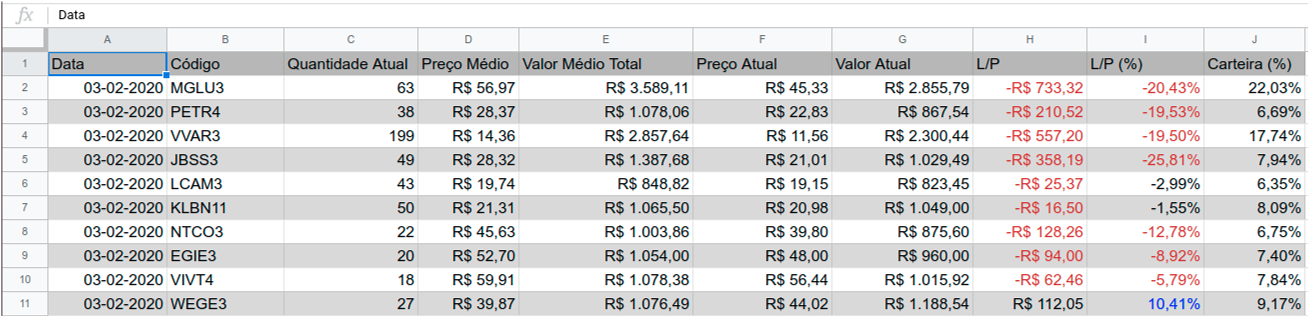 fx Data
A B C D E F G H I J
1 Data Código Quantidade Atual Preço Médio Valor Médio Total Preço Atual Valor Atual L/P L/P (%) Carteira (%)
2 03-02-2020 MGLU3 63 R$ 56,97 R$ 3.589,11 R$ 45,33 R$ 2.855,79 -R$ 733,32 -20,43% 22,03%
3 03-02-2020 PETR4 38 R$ 28,37 R$ 1.078,06 R$ 22,83 R$ 867,54 -R$ 210,52 -19,53% 6,69%
4 03-02-2020 VVAR3 199 R$ 14,36 R$ 2.857,64 R$ 11,56 R$ 2.300,44 -R$ 557,20 -19,50% 17,74%
5 03-02-2020 JBSS3 49 R$ 28,32 R$ 1.387,68 R$ 21,01 R$ 1.029,49 -R$ 358,19 -25,81% 7,94%
6 03-02-2020 LCAM3 43 R$ 19,74 R$ 848,82 R$ 19,15 R$ 823,45 -R$ 25,37 -2,99% 6,35%
7 03-02-2020 KLBN11 50 R$ 21,31 R$ 1.065,50 R$ 20,98 R$ 1.049,00 -R$ 16,50 -1,55% 8,09%
8 03-02-2020 NTCO3 22 R$ 45,63 R$ 1.003,86 R$ 39,80 R$ 875,60 -R$ 128,26 -12,78% 6,75%
9 03-02-2020 EGIE3 20 R$ 52,70 R$ 1.054,00 R$ 48,00 R$ 960,00 -R$ 94,00 -8,92% 7,40%
10 03-02-2020 VIVT4 18 R$ 59,91 R$ 1.078,38 R$ 56,44 R$ 1.015,92 -R$ 62,46 -5,79% 7,84%
11 03-02-2020 WEGE3 27 R$ 39,87 R$ 1.076,49 R$ 44,02 R$ 1.188,54 R$ 112,05 10,41% 9,17%